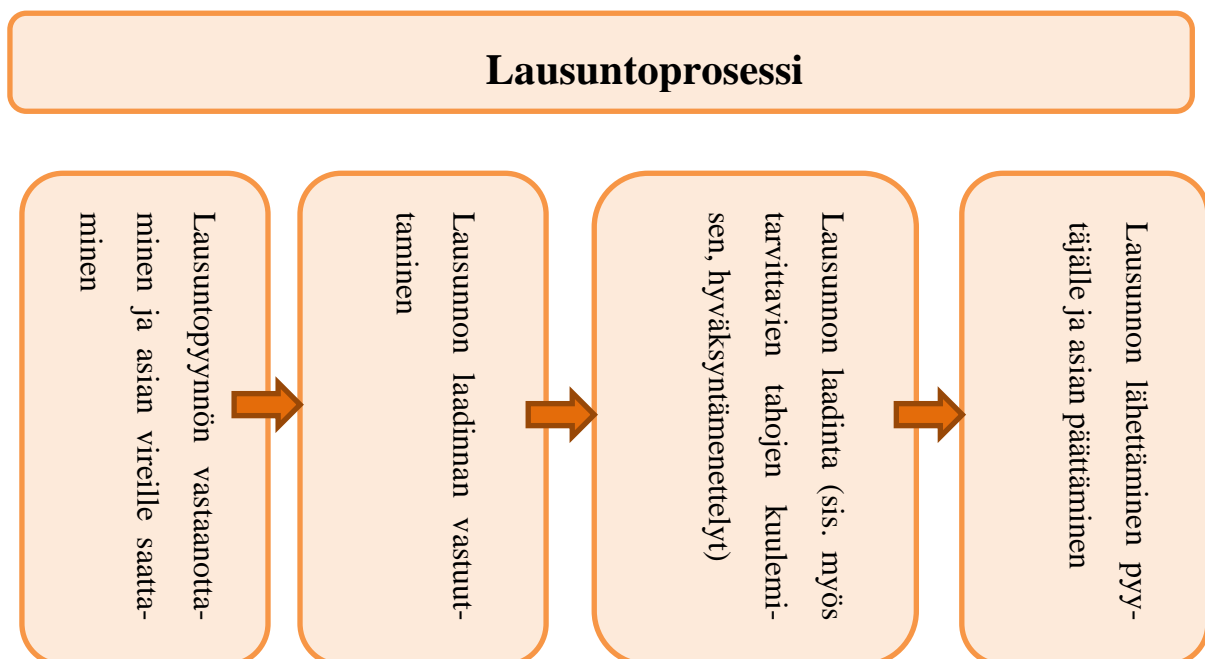 Lausuntoprosessi
Lausuntopyynnön vastaanotta-
minen ja asian vireille saatta-
minen
Lausunnon laadinnan vastuut-
taminen
Lausunnon laadinta (sis. myös
tarvittavien tahojen kuulemi-
sen, hyväksyntämenettelyt)
Lausunnon lähettäminen pyy-
täjälle ja asian päättäminen